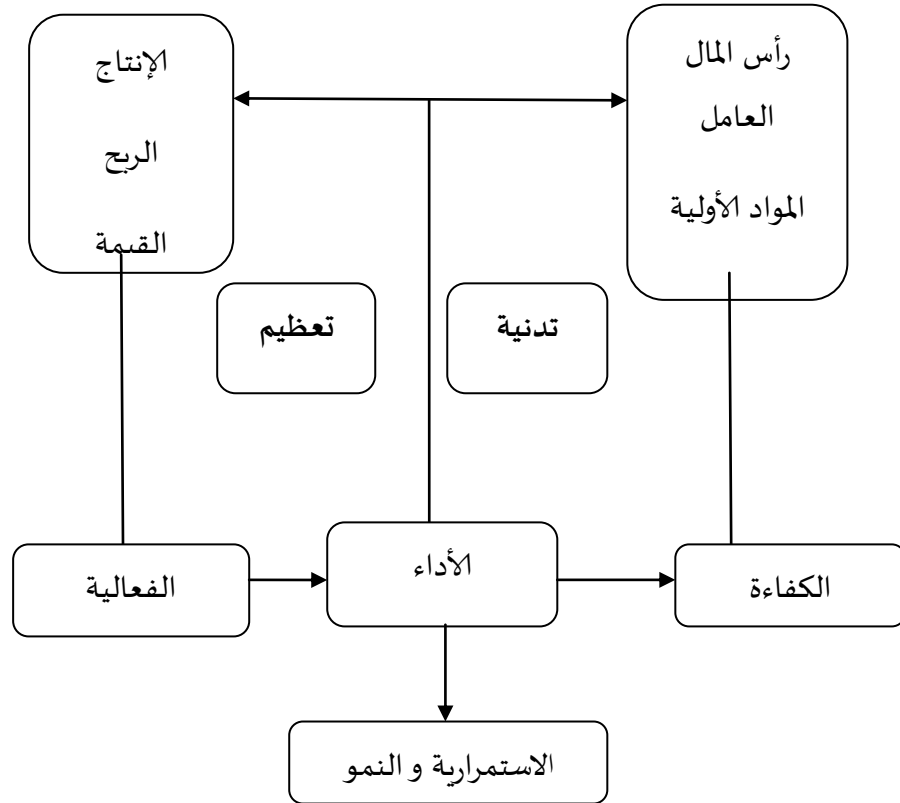 رأس المال
العامل
المواد الأولية
الإنتاج
الربح
القيمة
تدنية
تعظيم
الكفاءة
الأداء
الفعالية
الاستمرارية و النمو